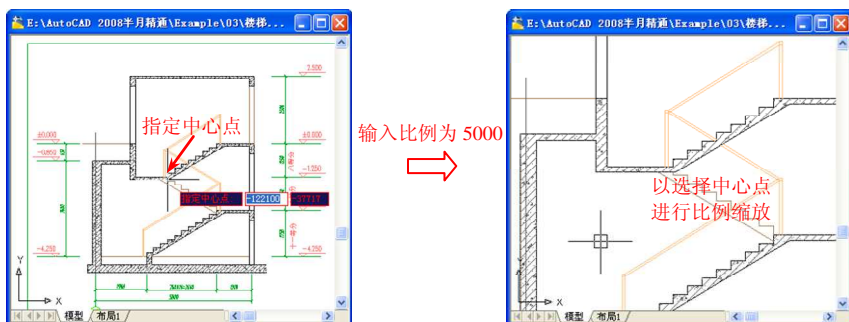 E:\AutoCAD 2008半月精通\Example\03\楼梯...
2.500
±0.000
±0.000
-0.650
-1.250
-4.250
-4.750
指定中心点
指定中心点
-122100
-37717
Y
X
模型
布局1
输入比例为 5000
E:\AutoCAD 2008半月精通\Example\03\楼梯...
以选择中心点
进行比例缩放
Y
X
模型
布局1